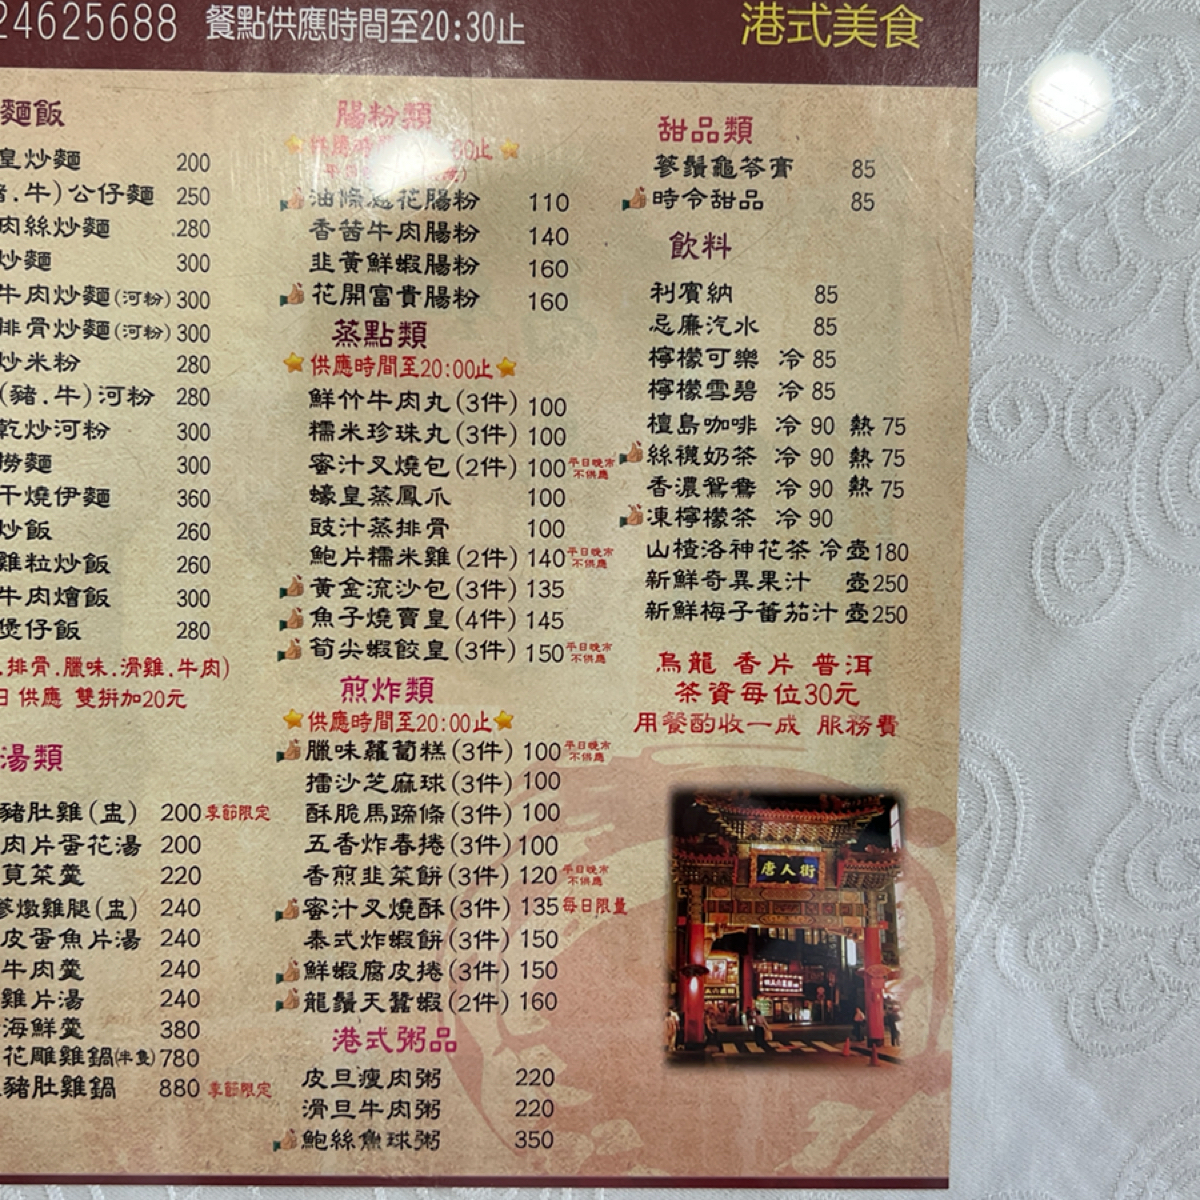 24625688 餐點供應時間至20:30止 港式美食
麵飯
皇炒麵 200
豬.牛)公仔麵 250
肉絲炒麵 280
炒麵 300
牛肉炒麵(河粉) 300
排骨炒麵(河粉) 300
炒米粉 280
(豬.牛)河粉 280
乾炒河粉 300
撈麵 300
干燒伊麵 360
炒飯 260
雞粒炒飯 260
牛肉燴飯 300
煲仔飯 280
.排骨.臘味.滑雞.牛肉)
日 供應 雙拼加20元
湯類
豬肚雞(盅) 200 季節限定
肉片蛋花湯 200
莧菜羹 220
蔘燉雞腿(盅) 240
皮蛋魚片湯 240
牛肉羹 240
雞片湯 240
海鮮羹 380
花雕雞鍋(半隻) 780
豬肚雞鍋 880 季節限定
腸粉類
油條蔥花腸粉 110
香茜牛肉腸粉 140
韭黃鮮蝦腸粉 160
花開富貴腸粉 160
蒸點類
供應時間至20:00止
鮮竹牛肉丸(3件) 100
糯米珍珠丸(3件) 100
蜜汁叉燒包(2件) 100 平日晚市不供應
蠔皇蒸鳳爪 100
豉汁蒸排骨 100
鮑片糯米雞(2件) 140 平日晚市不供應
黃金流沙包(3件) 135
魚子燒賣皇(4件) 145
筍尖蝦餃皇(3件) 150 平日晚市不供應
煎炸類
供應時間至20:00止
臘味蘿蔔糕(3件) 100 平日晚市不供應
擂沙芝麻球(3件) 100
酥脆馬蹄條(3件) 100
五香炸春捲(3件) 100
香煎韭菜餅(3件) 120 平日晚市不供應
蜜汁叉燒酥(3件) 135 每日限量
泰式炸蝦餅(3件) 150
鮮蝦腐皮捲(3件) 150
龍鬚天蠶蝦(2件) 160
港式粥品
皮旦瘦肉粥 220
滑旦牛肉粥 220
鮑絲魚球粥 350
甜品類
蔘鬚龜苓膏 85
時令甜品 85
飲料
利賓納 85
忌廉汽水 85
檸檬可樂 冷 85
檸檬雪碧 冷 85
檀島咖啡 冷 90 熱 75
絲襪奶茶 冷 90 熱 75
香濃鴛鴦 冷 90 熱 75
凍檸檬茶 冷 90
山楂洛神花茶 冷壺180
新鮮奇異果汁 壺250
新鮮梅子蕃茄汁 壺250
烏龍 香片 普洱
茶資每位30元
用餐酌收一成 服務費
唐人街